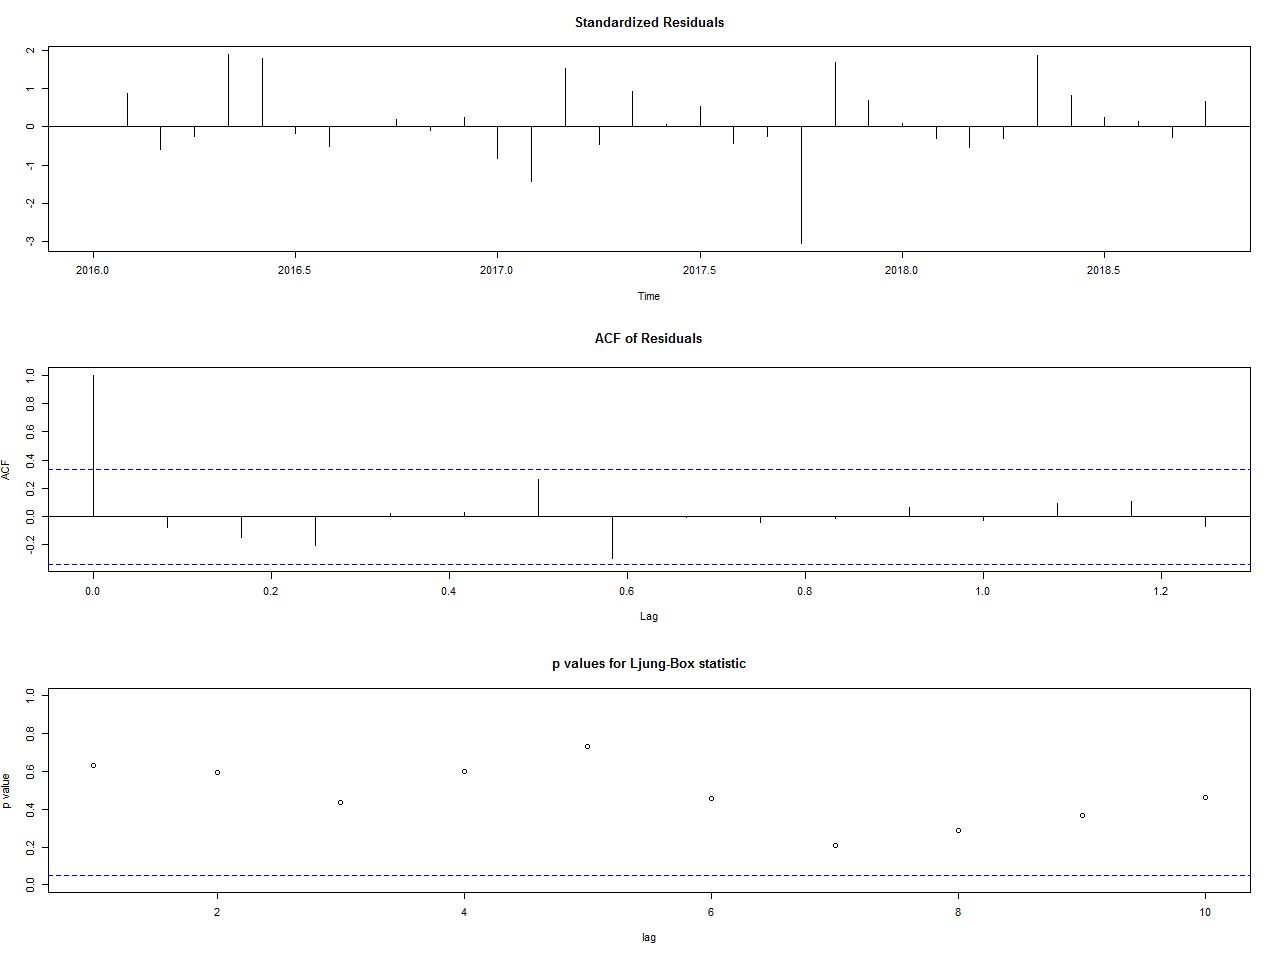 Standardized Residuals
2
1
0
-1
-2
-3
2016.0 2016.5 2017.0 2017.5 2018.0 2018.5
Time
ACF of Residuals
ACF
1.0
0.8
0.6
0.4
0.2
0.0
-0.2
0.0 0.2 0.4 0.6 0.8 1.0 1.2
Lag
p values for Ljung-Box statistic
p value
1.0
0.8
0.6
0.4
0.2
0.0
2 4 6 8 10
lag